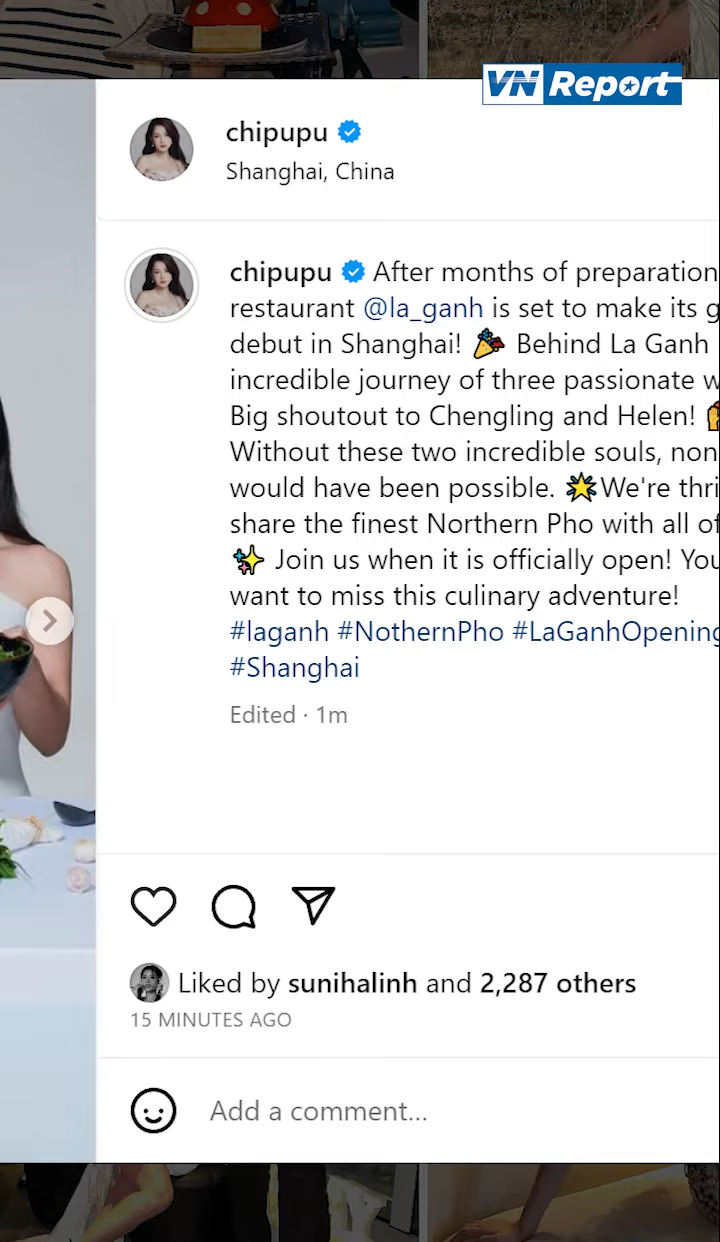 VN Report
chipupu
Shanghai, China
chipupu After months of preparation
restaurant @la_ganh is set to make its g
debut in Shanghai! 🎉 Behind La Ganh
incredible journey of three passionate w
Big shoutout to Chengling and Helen!
Without these two incredible souls, non
would have been possible. 🌟We're thri
share the finest Northern Pho with all of
✨ Join us when it is officially open! You
want to miss this culinary adventure!
#laganh #NothernPho #LaGanhOpening
#Shanghai
Edited · 1m
Liked by sunihalinh and 2,287 others
15 MINUTES AGO
Add a comment...